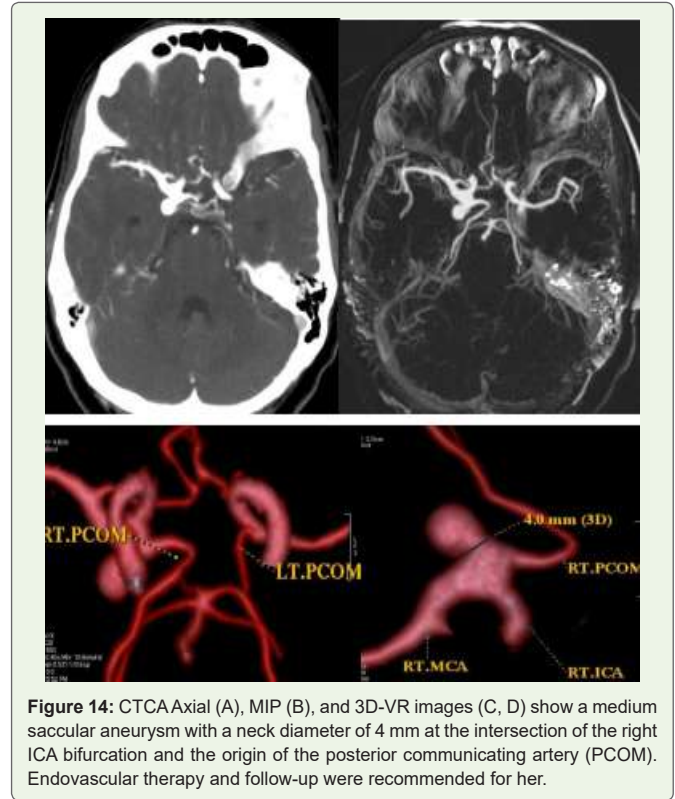 RT.PCOM
LT.PCOM
4.0 mm (3D)
RT.PCOM
RT.MCA
RT.ICA
Figure 14: CTCA Axial (A), MIP (B), and 3D-VR images (C, D) show a medium
saccular aneurysm with a neck diameter of 4 mm at the intersection of the right
ICA bifurcation and the origin of the posterior communicating artery (PCOM).
Endovascular therapy and follow-up were recommended for her.